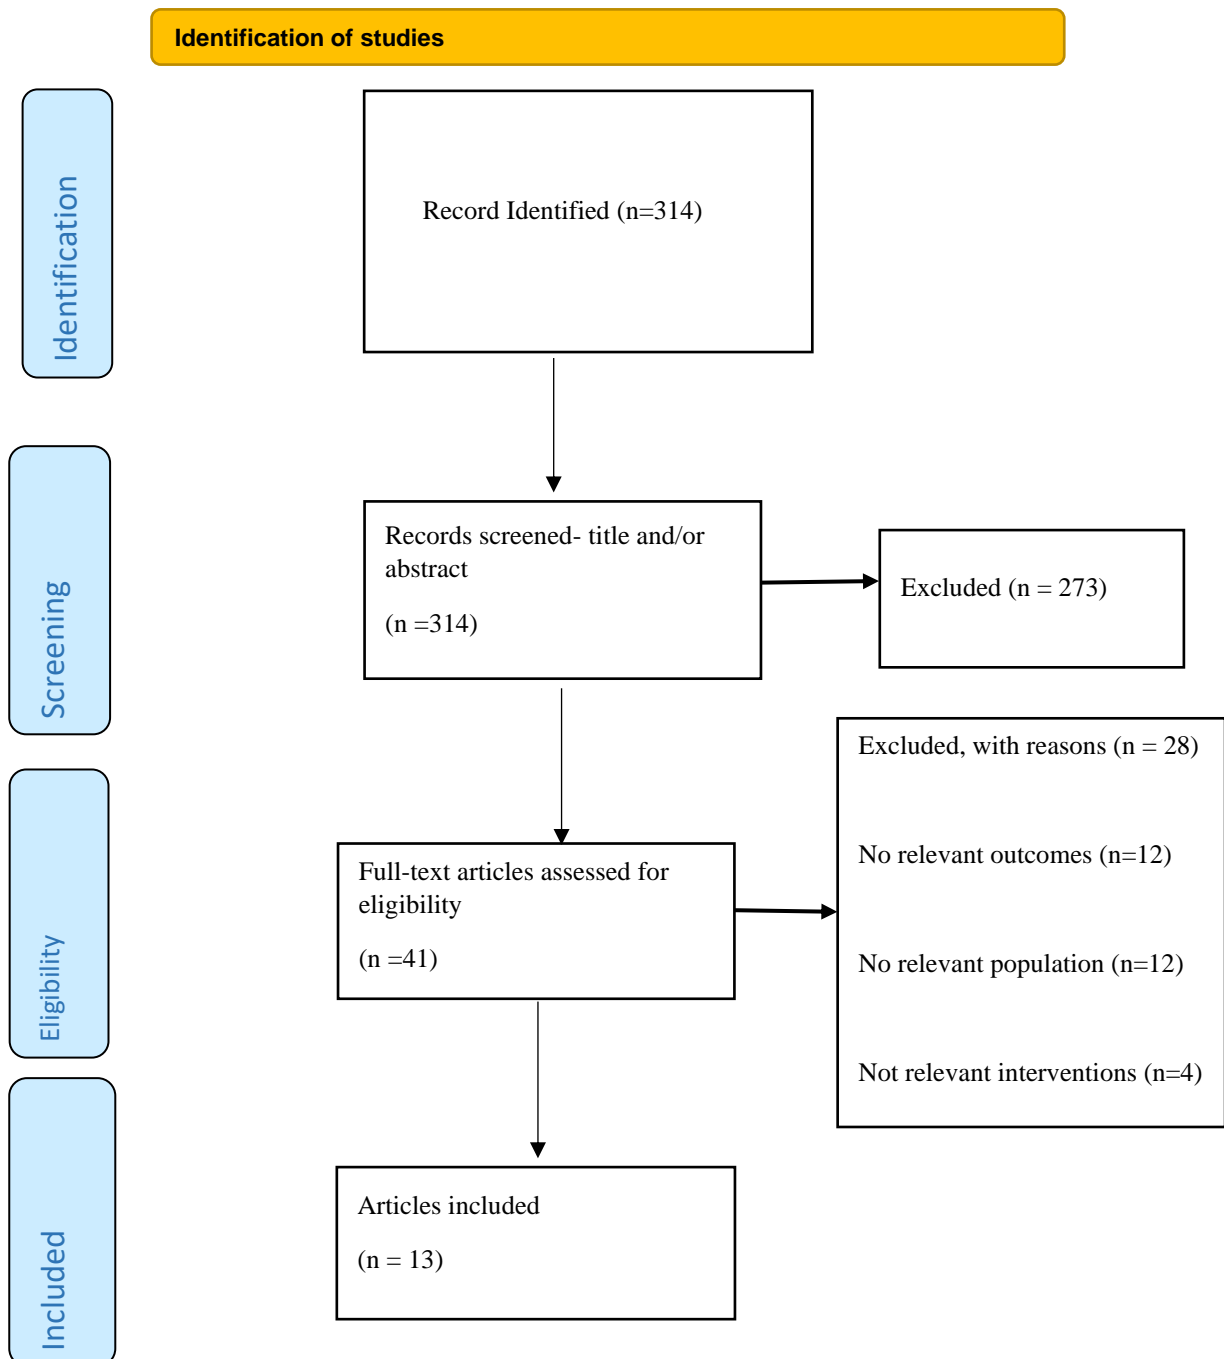 Identification of studies
Identification
Record Identified (n=314)
Screening
Records screened- title and/or
abstract
(n =314)
Excluded (n = 273)
Eligibility
Full-text articles assessed for
eligibility
(n =41)
Excluded, with reasons (n = 28)
No relevant outcomes (n=12)
No relevant population (n=12)
Not relevant interventions (n=4)
Included
Articles included
(n = 13)